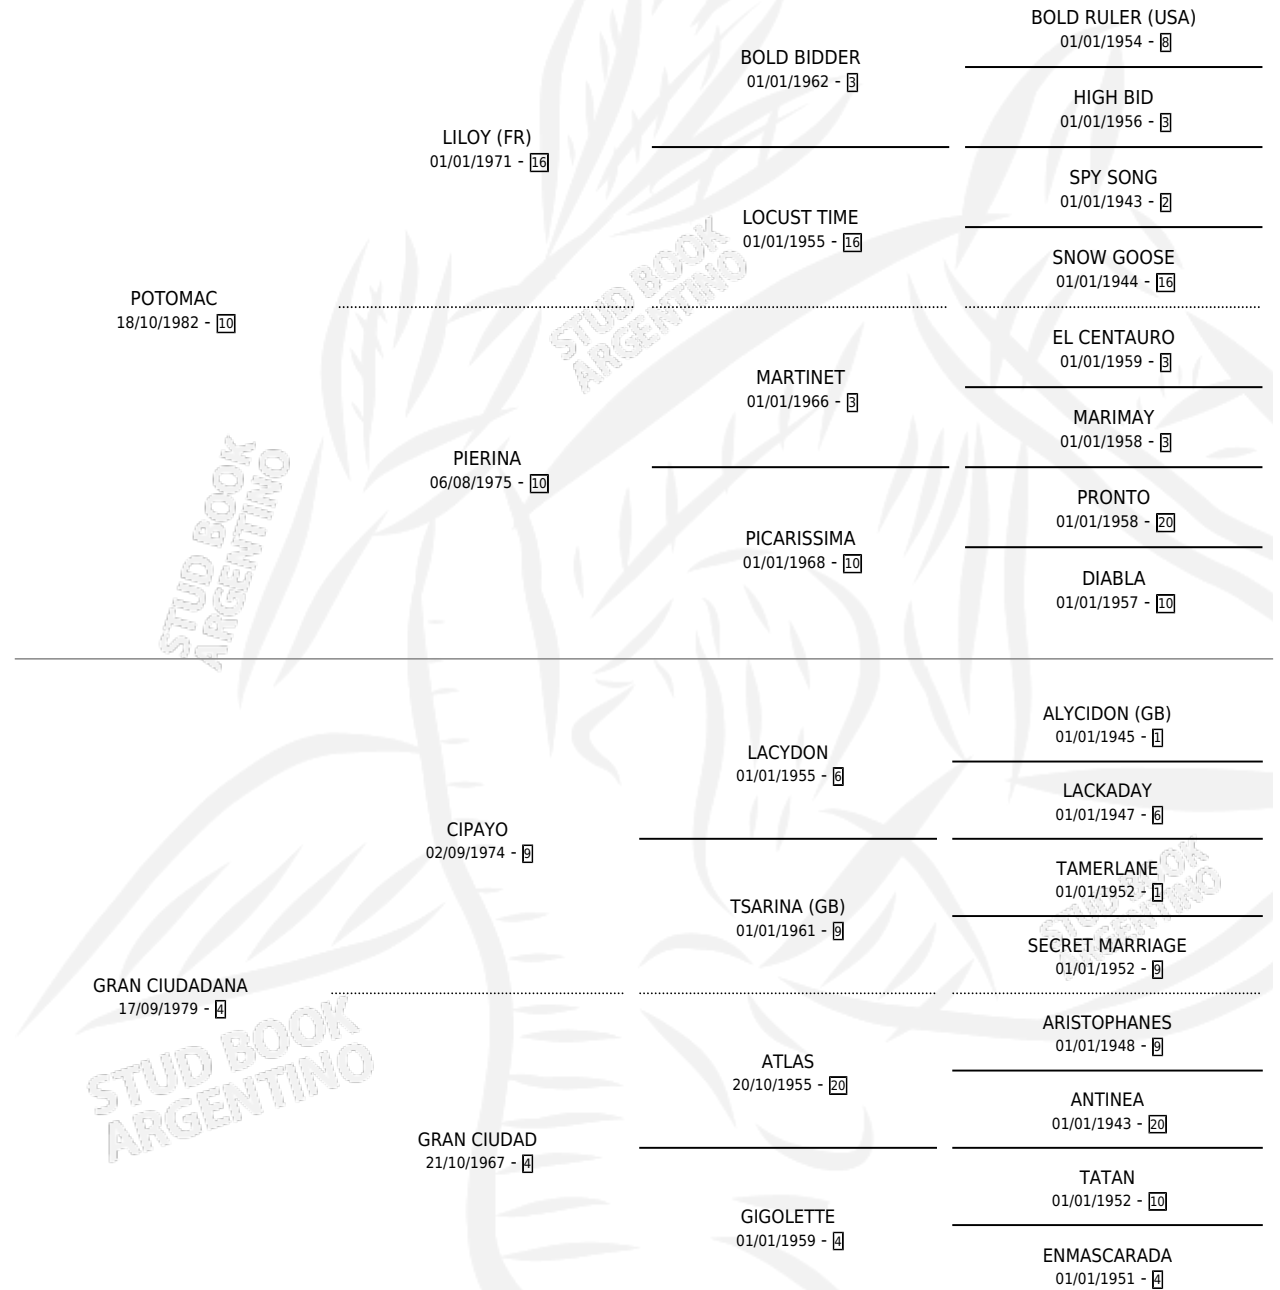 BOLD RULER (USA)
01/01/1954 - 8
BOLD BIDDER
01/01/1962 - 3
HIGH BID
01/01/1956 - 3
LILOY (FR)
01/01/1971 - 16
SPY SONG
01/01/1943 - 2
LOCUST TIME
01/01/1955 - 16
SNOW GOOSE
01/01/1944 - 16
POTOMAC
18/10/1982 - 10
EL CENTAURO
01/01/1959 - 3
MARTINET
01/01/1966 - 3
MARIMAY
01/01/1958 - 3
PIERINA
06/08/1975 - 10
PRONTO
01/01/1958 - 20
PICARISSIMA
01/01/1968 - 10
DIABLA
01/01/1957 - 10
ALYCIDON (GB)
01/01/1945 - 1
LACYDON
01/01/1955 - 6
LACKADAY
01/01/1947 - 6
CIPAYO
02/09/1974 - 9
TAMERLANE
01/01/1952 - 1
TSARINA (GB)
01/01/1961 - 9
SECRET MARRIAGE
01/01/1952 - 9
GRAN CIUDADANA
17/09/1979 - 4
ARISTOPHANES
01/01/1948 - 9
ATLAS
20/10/1955 - 20
ANTINEA
01/01/1943 - 20
GRAN CIUDAD
21/10/1967 - 4
TATAN
01/01/1952 - 10
GIGOLETTE
01/01/1959 - 4
ENMASCARADA
01/01/1951 - 4
STUD BOOK
ARGENTINO
STUD BOOK
ARGENTINO
STUD BOOK
ARGENTINO
STUD BOOK
ARGENTINO